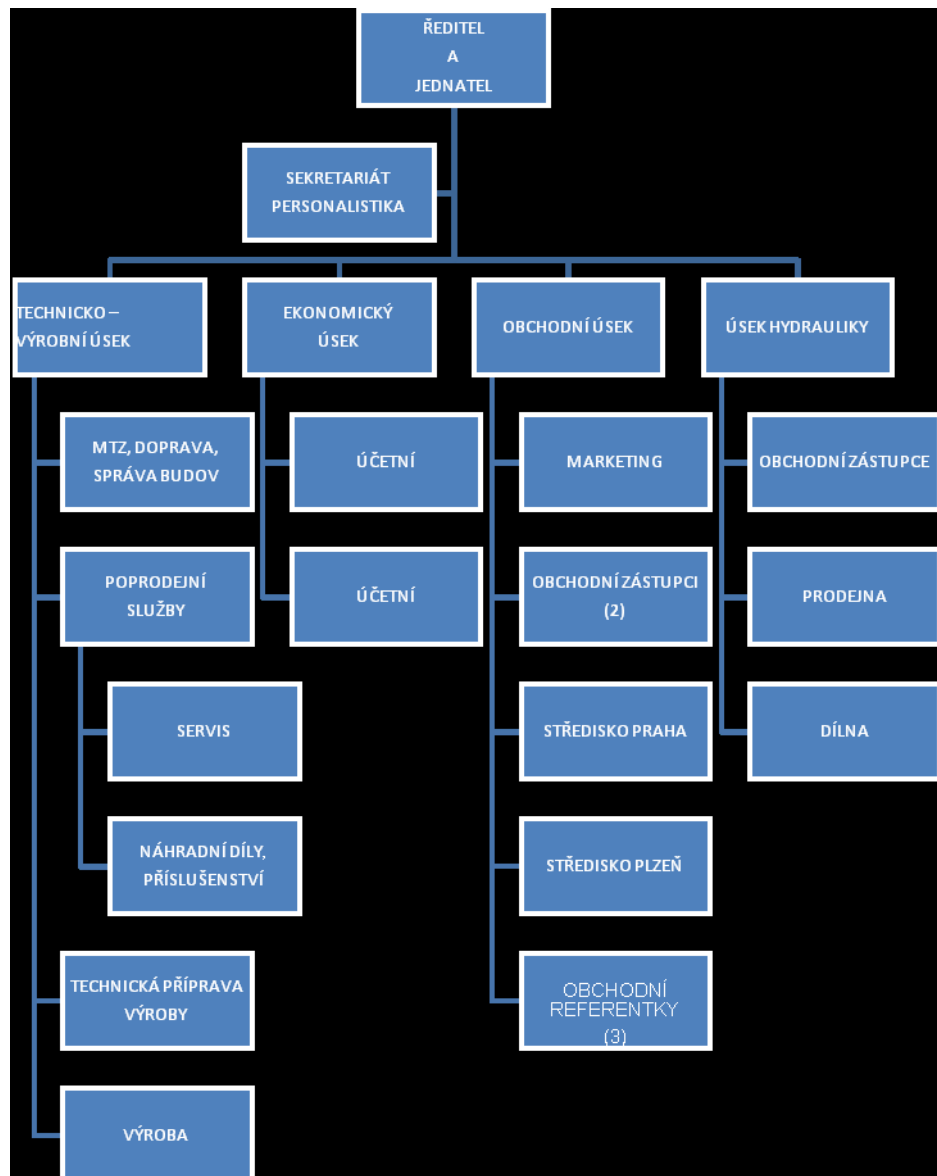 ŘEDITEL
A
JEDNATEL
SEKRETARIÁT
PERSONALISTIKA
TECHNICKO –
VÝROBNÍ ÚSEK
EKONOMICKÝ
ÚSEK
OBCHODNÍ ÚSEK
ÚSEK HYDRAULIKY
MTZ, DOPRAVA,
SPRÁVA BUDOV
ÚČETNÍ
MARKETING
OBCHODNÍ ZÁSTUPCE
POPRODEJNÍ
SLUŽBY
ÚČETNÍ
OBCHODNÍ ZÁSTUPCI
(2)
PRODEJNA
SERVIS
STŘEDISKO PRAHA
DÍLNA
NÁHRADNÍ DÍLY,
PŘÍSLUŠENSTVÍ
STŘEDISKO PLZEŇ
TECHNICKÁ PŘÍPRAVA
VÝROBY
OBCHODNÍ
REFERENTKY
(3)
VÝROBA